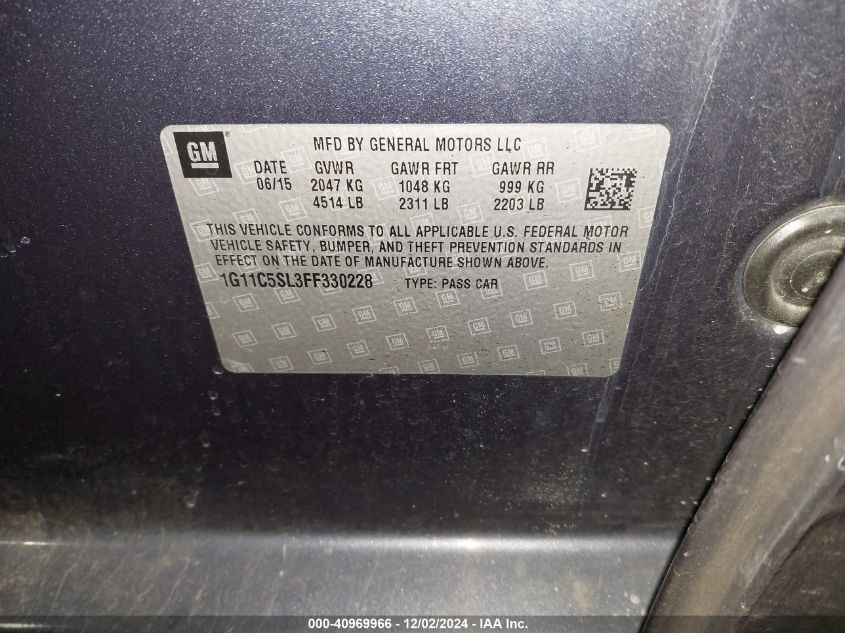 GM
MFD BY GENERAL MOTORS LLC
DATE GVWR GAWR FRT GAWR RR
06/15 2047 KG 1048 KG 999 KG
4514 LB 2311 LB 2203 LB
THIS VEHICLE CONFORMS TO ALL APPLICABLE U.S. FEDERAL MOTOR
VEHICLE SAFETY, BUMPER, AND THEFT PREVENTION STANDARDS IN
EFFECT ON THE DATE OF MANUFACTURE SHOWN ABOVE.
1G11C5SL3FF330228 TYPE: PASS CAR
000-40969966 - 12/02/2024 - IAA Inc.